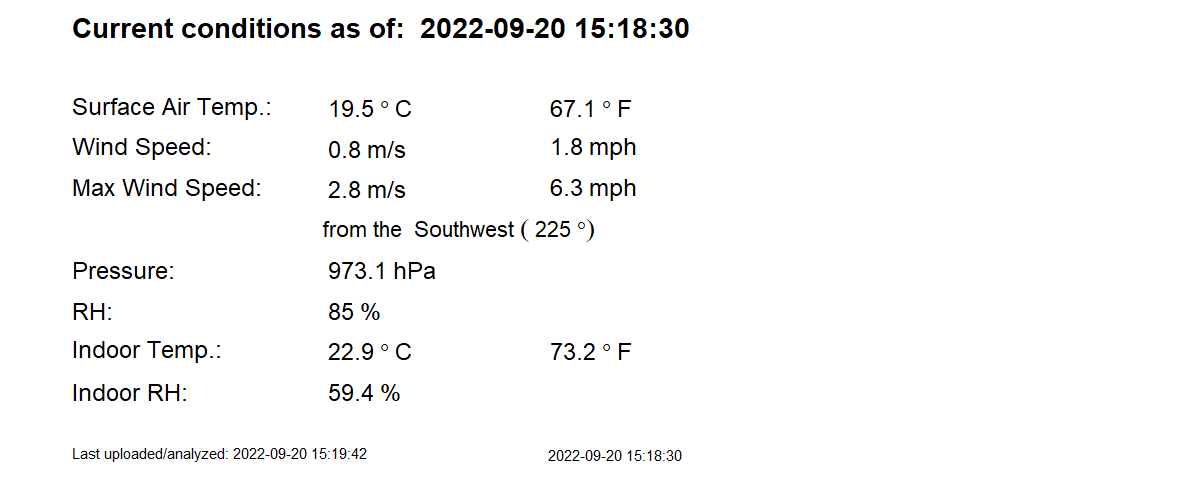 Current conditions as of:  2022-09-20 15:18:30
Surface Air Temp.: 19.5 ° C 67.1 ° F
Wind Speed: 0.8 m/s 1.8 mph
Max Wind Speed: 2.8 m/s 6.3 mph
from the  Southwest ( 225 °)
Pressure: 973.1 hPa
RH: 85 %
Indoor Temp.: 22.9 ° C 73.2 ° F
Indoor RH: 59.4 %
Last uploaded/analyzed: 2022-09-20 15:19:42 2022-09-20 15:18:30